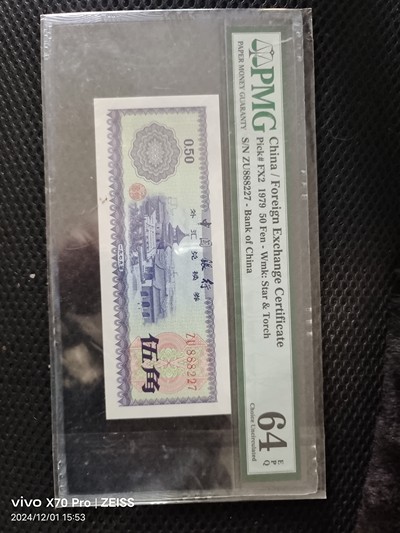 PMG
PAPER MONEY GUARANTY
China / Foreign Exchange Certificate
Pick# FX2 1979 50 Fen - Wmk: Star & Torch
S/N ZU888227 - Bank of China
64 EPQ
Choice Uncirculated
0.50
中国银行
外汇兑换券
伍角
ZU888227
vivo X70 Pro | ZEISS
2024/12/01 15:53